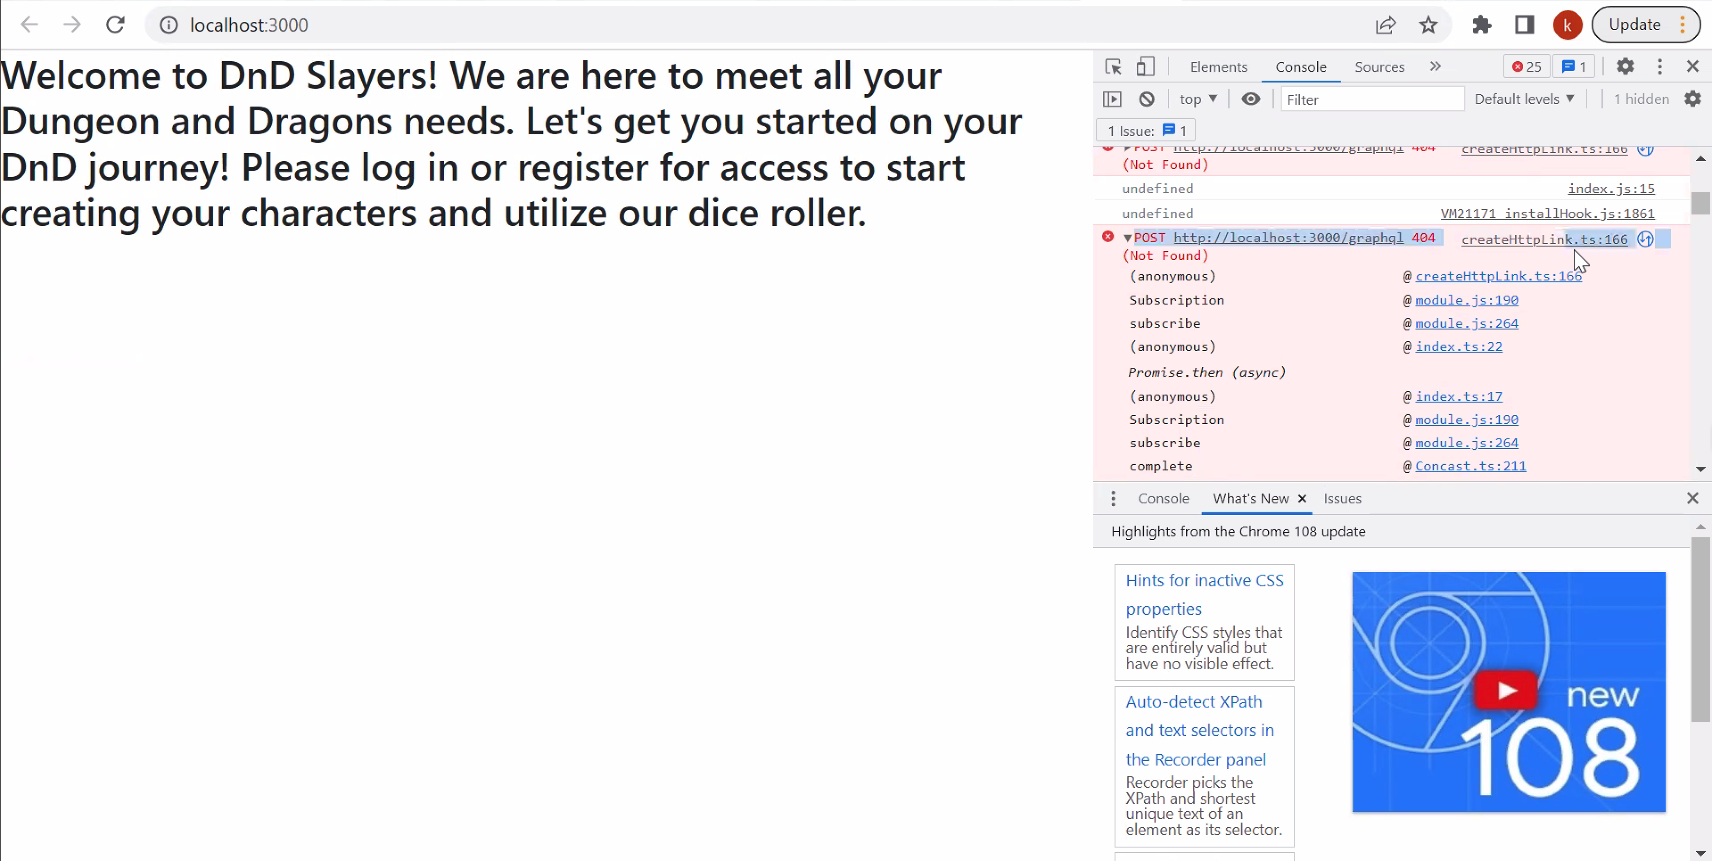 localhost:3000
k
Update
Welcome to DnD Slayers! We are here to meet all your
Dungeon and Dragons needs. Let's get you started on your
DnD journey! Please log in or register for access to start
creating your characters and utilize our dice roller.
Elements Console Sources » 25 1
top Filter Default levels 1 hidden
1 Issue: 1
POST http://localhost:3000/graphql 404 createHttpLink.ts:166
(Not Found)
undefined index.js:15
undefined VM21171 installHook.js:1861
POST http://localhost:3000/graphql 404 createHttpLink.ts:166
(Not Found)
(anonymous) @ createHttpLink.ts:166
Subscription @ module.js:190
subscribe @ module.js:264
(anonymous) @ index.ts:22
Promise.then (async)
(anonymous) @ index.ts:17
Subscription @ module.js:190
subscribe @ module.js:264
complete @ Concast.ts:211
Console What's New Issues
Highlights from the Chrome 108 update
Hints for inactive CSS
properties
Identify CSS styles that
are entirely valid but
have no visible effect.
Auto-detect XPath
and text selectors in
the Recorder panel
Recorder picks the
XPath and shortest
unique text of an
element as its selector.
new
108